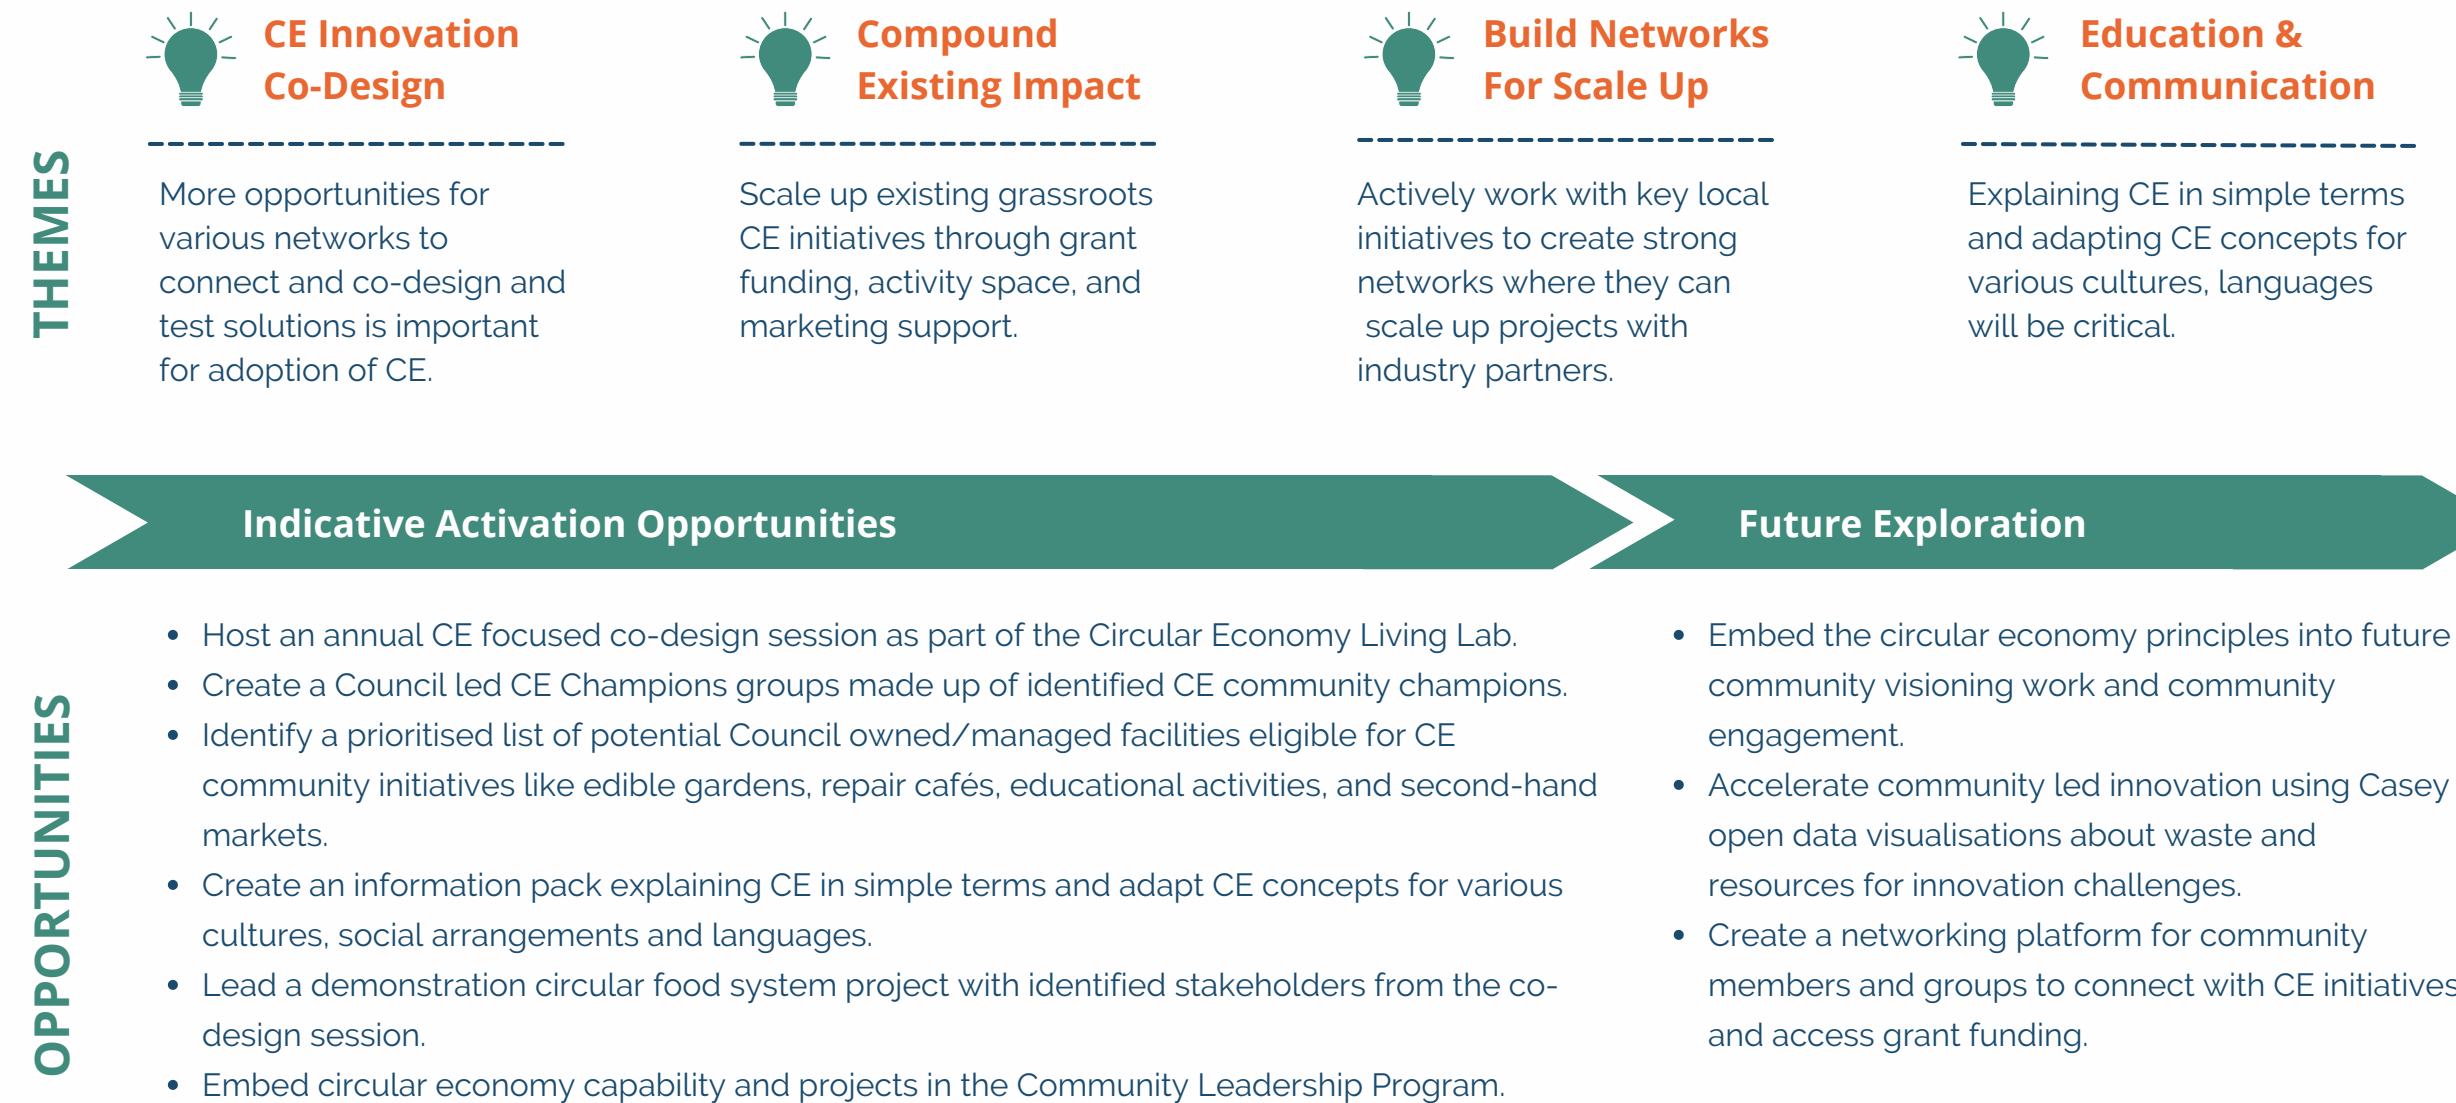 THEMES
CE Innovation
Co-Design
More opportunities for
various networks to
connect and co-design and
test solutions is important
for adoption of CE.
Compound
Existing Impact
Scale up existing grassroots
CE initiatives through grant
funding, activity space, and
marketing support.
Build Networks
For Scale Up
Actively work with key local
initiatives to create strong
networks where they can
scale up projects with
industry partners.
Education &
Communication
Explaining CE in simple terms
and adapting CE concepts for
various cultures, languages
will be critical.
OPPORTUNITIES
Indicative Activation Opportunities
• Host an annual CE focused co-design session as part of the Circular Economy Living Lab.
• Create a Council led CE Champions groups made up of identified CE community champions.
• Identify a prioritised list of potential Council owned/managed facilities eligible for CE
community initiatives like edible gardens, repair cafés, educational activities, and second-hand
markets.
• Create an information pack explaining CE in simple terms and adapt CE concepts for various
cultures, social arrangements and languages.
• Lead a demonstration circular food system project with identified stakeholders from the co-
design session.
• Embed circular economy capability and projects in the Community Leadership Program.
Future Exploration
• Embed the circular economy principles into future
community visioning work and community
engagement.
• Accelerate community led innovation using Casey
open data visualisations about waste and
resources for innovation challenges.
• Create a networking platform for community
members and groups to connect with CE initiatives
and access grant funding.